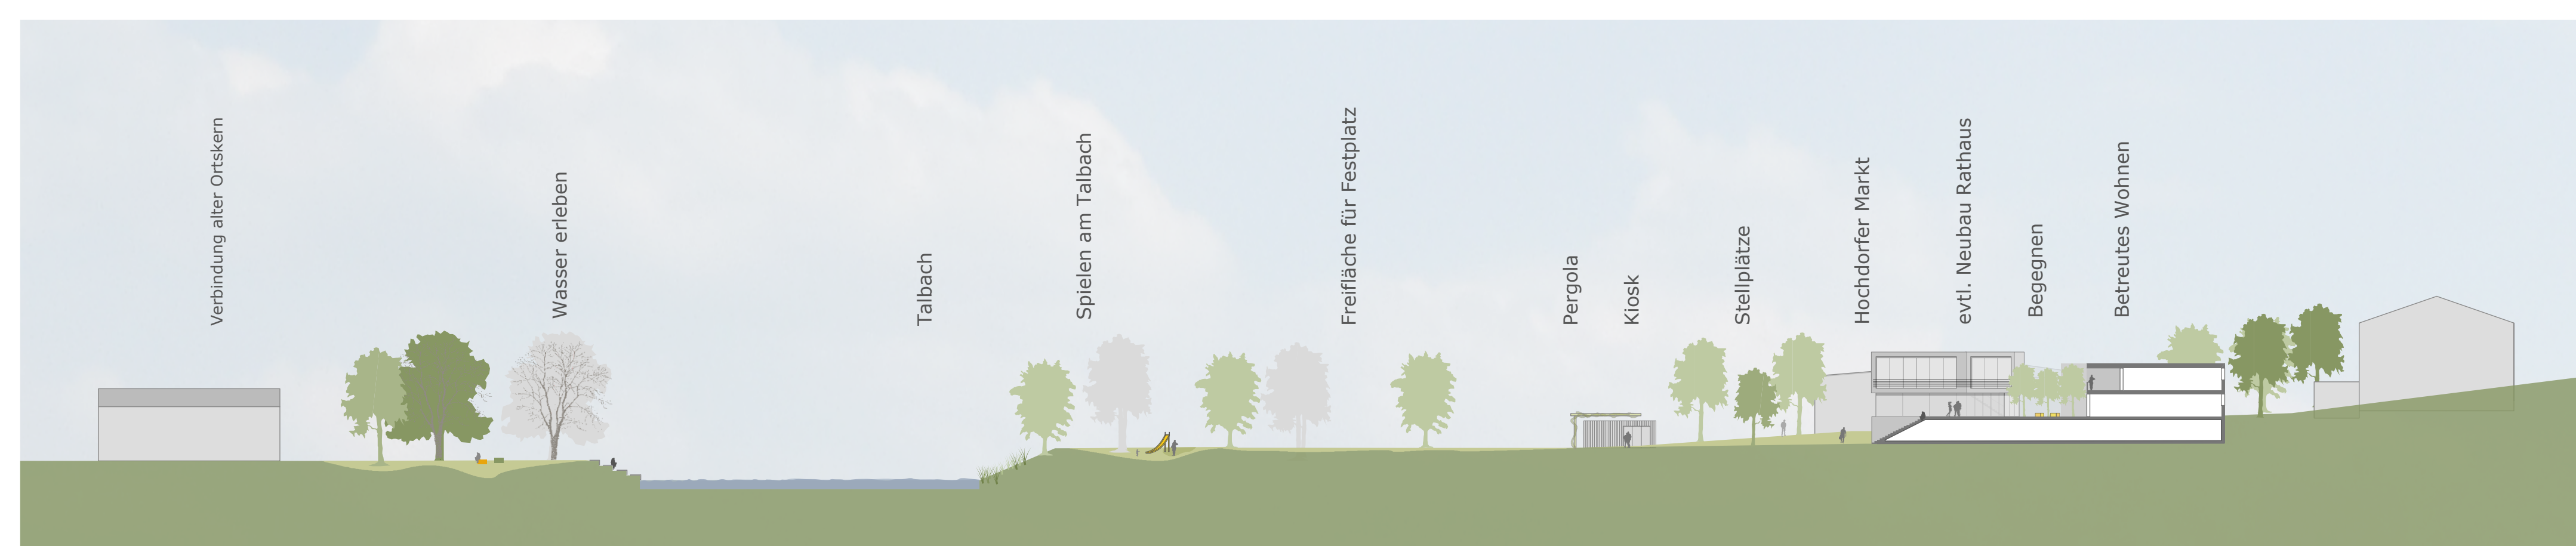 Verbindung alter Ortskern
Wasser erleben
Talbach
Spielen am Talbach
Freifläche für Festplatz
Pergola
Kiosk
Stellplätze
Hochdorfer Markt
evtl. Neubau Rathaus
Begegnen
Betreutes Wohnen